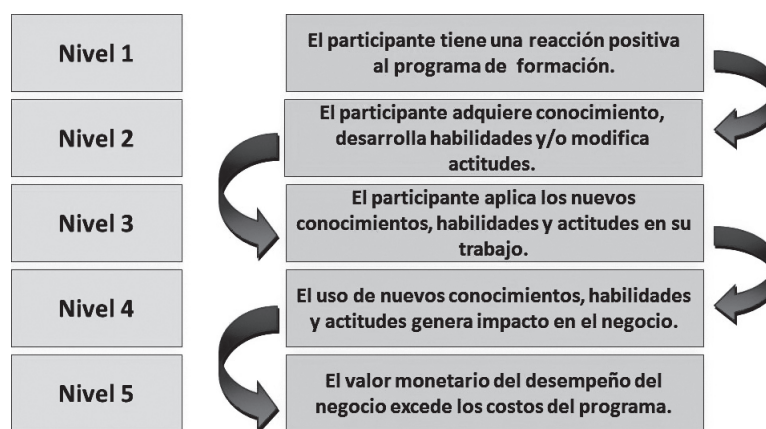 Nivel 1
El participante tiene una reacción positiva
al programa de formación.
Nivel 2
El participante adquiere conocimiento,
desarrolla habilidades y/o modifica
actitudes.
Nivel 3
El participante aplica los nuevos
conocimientos, habilidades y actitudes en su
trabajo.
Nivel 4
El uso de nuevos conocimientos, habilidades
y actitudes genera impacto en el negocio.
Nivel 5
El valor monetario del desempeño del
negocio excede los costos del programa.